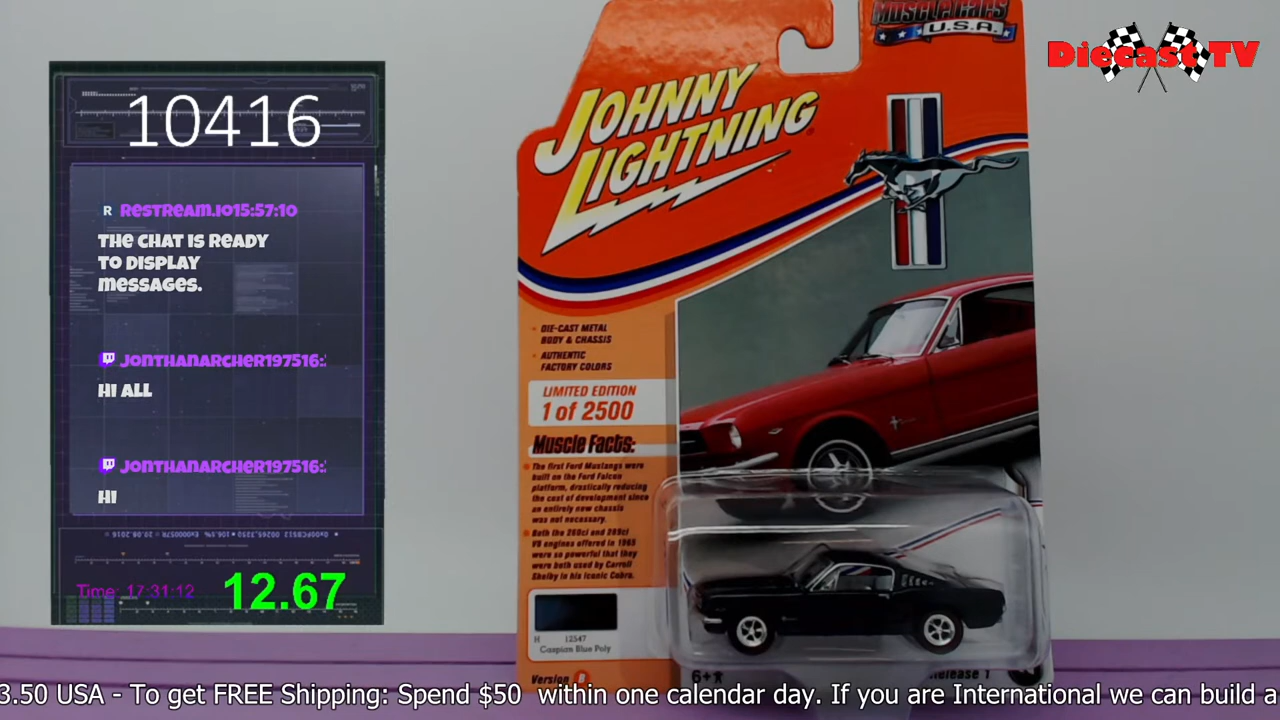 10416
R Restream.io15:57:10
The chat is ready
to display
messages.
Jonthanarcher197516:
Hi all
Jonthanarcher197516:
Hi
Time: 17:31:12
12.67
Muscle Cars
U.S.A.
Diecast TV
Johnny
Lightning
DIE-CAST METAL
BODY & CHASSIS
AUTHENTIC
FACTORY COLORS
LIMITED EDITION
1 of 2500
Muscle Facts:
The first Ford Mustangs were
built on the Ford Falcon
platform, drastically reducing
the cost of development since
an entirely new chassis
was not necessary.
Both the 260ci and 289ci
V8 engines offered in 1965
were so powerful that they
were both used by Carroll
Shelby in his iconic Cobra.
H 12547
Caspian Blue Poly
Version B
6+
Release 1
3.50 USA - To get FREE Shipping: Spend $50 within one calendar day. If you are International we can build a